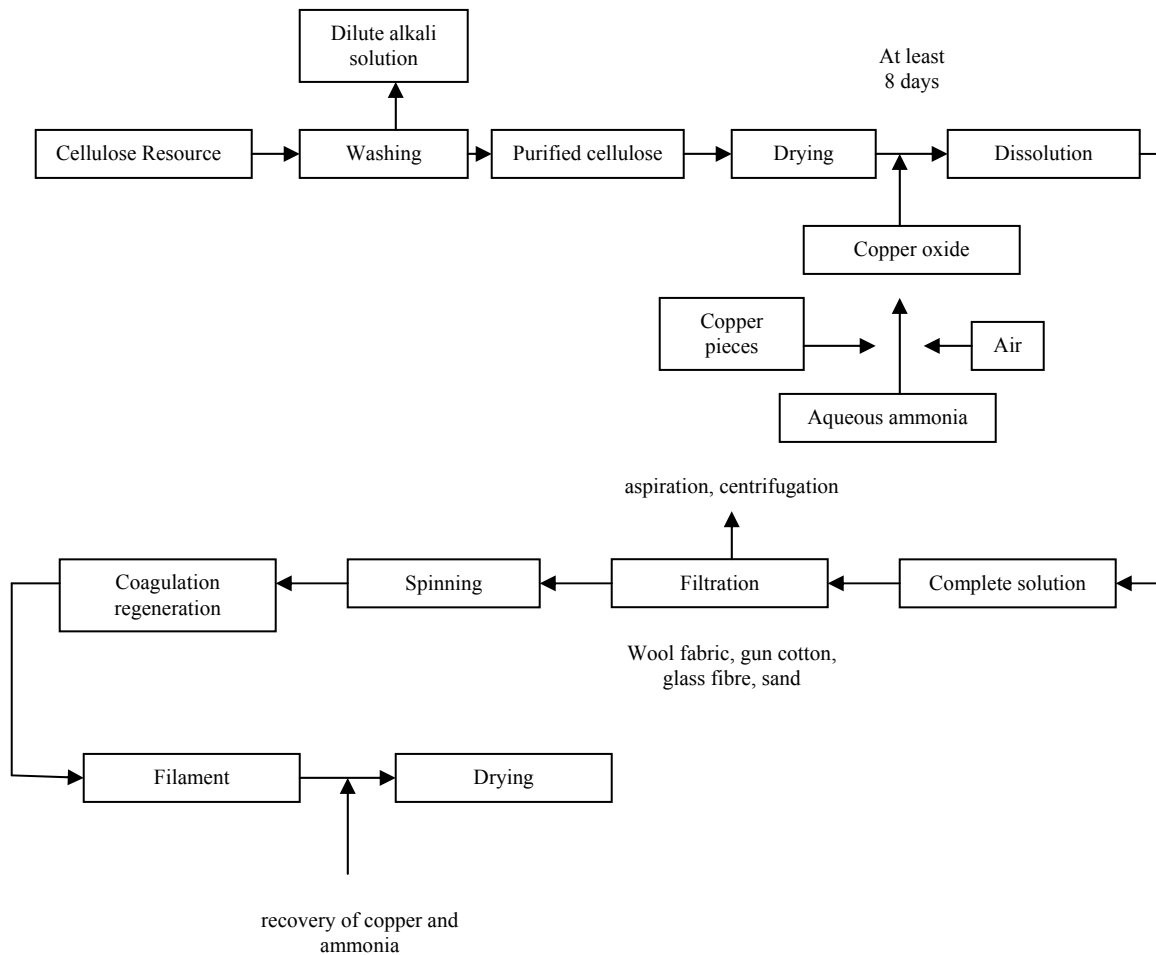 Dilute alkali
solution
At least
8 days
Cellulose Resource
Washing
Purified cellulose
Drying
Dissolution
Copper oxide
Copper
pieces
Air
Aqueous ammonia
aspiration, centrifugation
Coagulation
regeneration
Spinning
Filtration
Complete solution
Wool fabric, gun cotton,
glass fibre, sand
Filament
Drying
recovery of copper and
ammonia